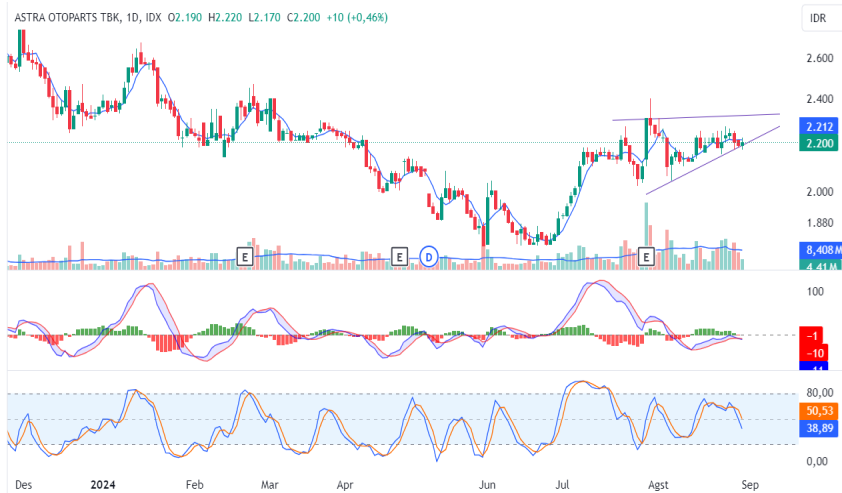 ASTRA OTOPARTS TBK, 1D, IDX O2.190 H2.220 L2.170 C2.200 +10 (+0,46%)
IDR
2.600
2.400
2.212
2.200
2.000
1.880
E
E
D
E
8,408M
4,41M
100
−1
−10
80,00
50,53
38,89
0,00
Des 2024 Feb Mar Apr Jun Jul Agst Sep